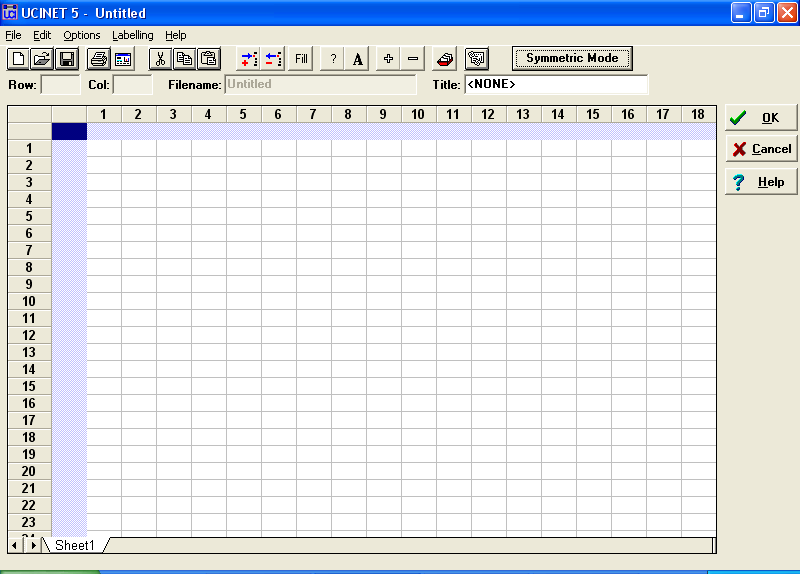 UCINET 5 - Untitled
File Edit Options Labelling Help
Fill ? A Symmetric Mode
Row: Col: Filename: Untitled Title: <NONE>
1 2 3 4 5 6 7 8 9 10 11 12 13 14 15 16 17 18
OK
Cancel
Help
1
2
3
4
5
6
7
8
9
10
11
12
13
14
15
16
17
18
19
20
21
22
23
Sheet1